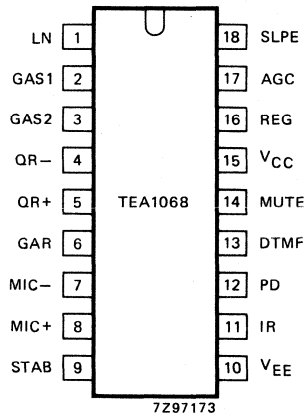 LN 1 18 SLPE
GAS1 2 17 AGC
GAS2 3 16 REG
QR− 4 15 VCC
QR+ 5 TEA1068 14 MUTE
GAR 6 13 DTMF
MIC− 7 12 PD
MIC+ 8 11 IR
STAB 9 10 VEE
7Z97173